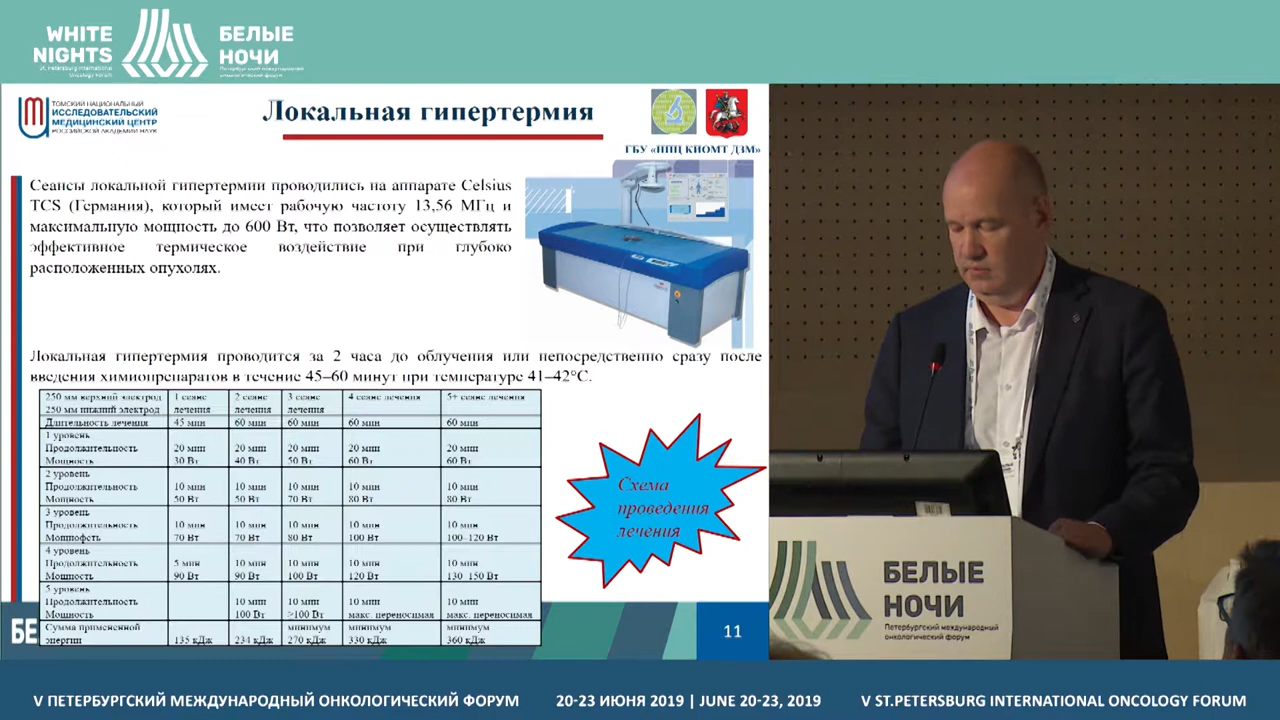 WHITE
NIGHTS
St. Petersburg International
Oncology Forum
БЕЛЫЕ
НОЧИ
Петербургский международный
онкологический форум
ТОМСКИЙ НАЦИОНАЛЬНЫЙ
ИССЛЕДОВАТЕЛЬСКИЙ
МЕДИЦИНСКИЙ ЦЕНТР
РОССИЙСКОЙ АКАДЕМИИ НАУК
Локальная гипертермия
ГБУ «НПЦ КИОМТ ДЗМ»
Сеансы локальной гипертермии проводились на аппарате Celsius
TCS (Германия), который имеет рабочую частоту 13,56 МГц и
максимальную мощность до 600 Вт, что позволяет осуществлять
эффективное термическое воздействие при глубоко
расположенных опухолях.
Локальная гипертермия проводится за 2 часа до облучения или непосредственно сразу после
введения химиопрепаратов в течение 45–60 минут при температуре 41–42°С.
250 мм верхний электрод 1 сеанс 2 сеанс 3 сеанс 4 сеанс лечения 5+ сеанс лечения
250 мм нижний электрод лечения лечения лечения
Длительность лечения 45 мин 60 мин 60 мин 60 мин 60 мин
1 уровень
Продолжительность 20 мин 20 мин 20 мин 20 мин 20 мин
Мощность 30 Вт 40 Вт 50 Вт 60 Вт 60 Вт
2 уровень
Продолжительность 10 мин 10 мин 10 мин 10 мин 10 мин
Мощность 50 Вт 50 Вт 70 Вт 80 Вт 80 Вт
3 уровень
Продолжительность 10 мин 10 мин 10 мин 10 мин 10 мин
Мощнофсть 70 Вт 70 Вт 80 Вт 100 Вт 100–120 Вт
4 уровень
Продолжительность 5 мин 10 мин 10 мин 10 мин 10 мин
Мощность 90 Вт 90 Вт 100 Вт 120 Вт 130–150 Вт
5 уровень
Продолжительность 10 мин 10 мин 10 мин 10 мин
Мощность 100 Вт >100 Вт макс. переносимая макс. переносимая
Сумма примененной минимум минимум минимум
энергии 135 кДж 234 кДж 270 кДж 330 кДж 360 кДж
Схема
проведения
лечения
БЕ
11
БЕЛЫЕ
НОЧИ
Петербургский международный
онкологический форум
V ПЕТЕРБУРГСКИЙ МЕЖДУНАРОДНЫЙ ОНКОЛОГИЧЕСКИЙ ФОРУМ 20-23 ИЮНЯ 2019 | JUNE 20-23, 2019 V ST.PETERSBURG INTERNATIONAL ONCOLOGY FORUM